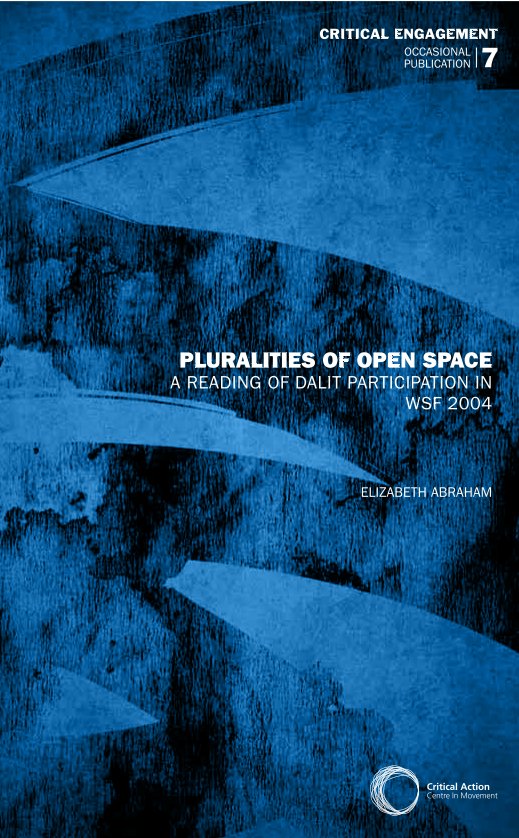 CRITICAL ENGAGEMENT
OCCASIONAL
PUBLICATION 7
PLURALITIES OF OPEN SPACE
A READING OF DALIT PARTICIPATION IN
WSF 2004
ELIZABETH ABRAHAM
Critical Action
Centre in Movement